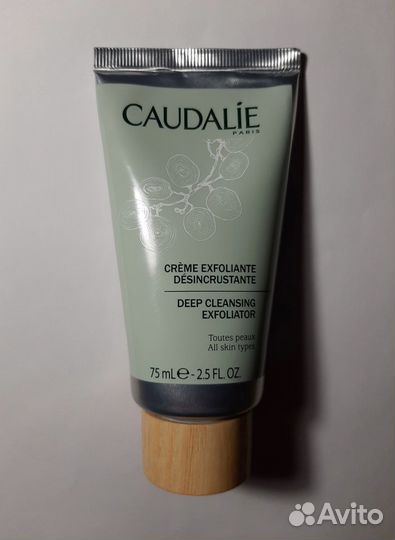 CAUDALÍE
PARIS
CRÈME EXFOLIANTE
DÉSINCRUSTANTE
DEEP CLEANSING
EXFOLIATOR
Toutes peaux
All skin types
75 mL ℮ - 2.5 FL. OZ.
Avito